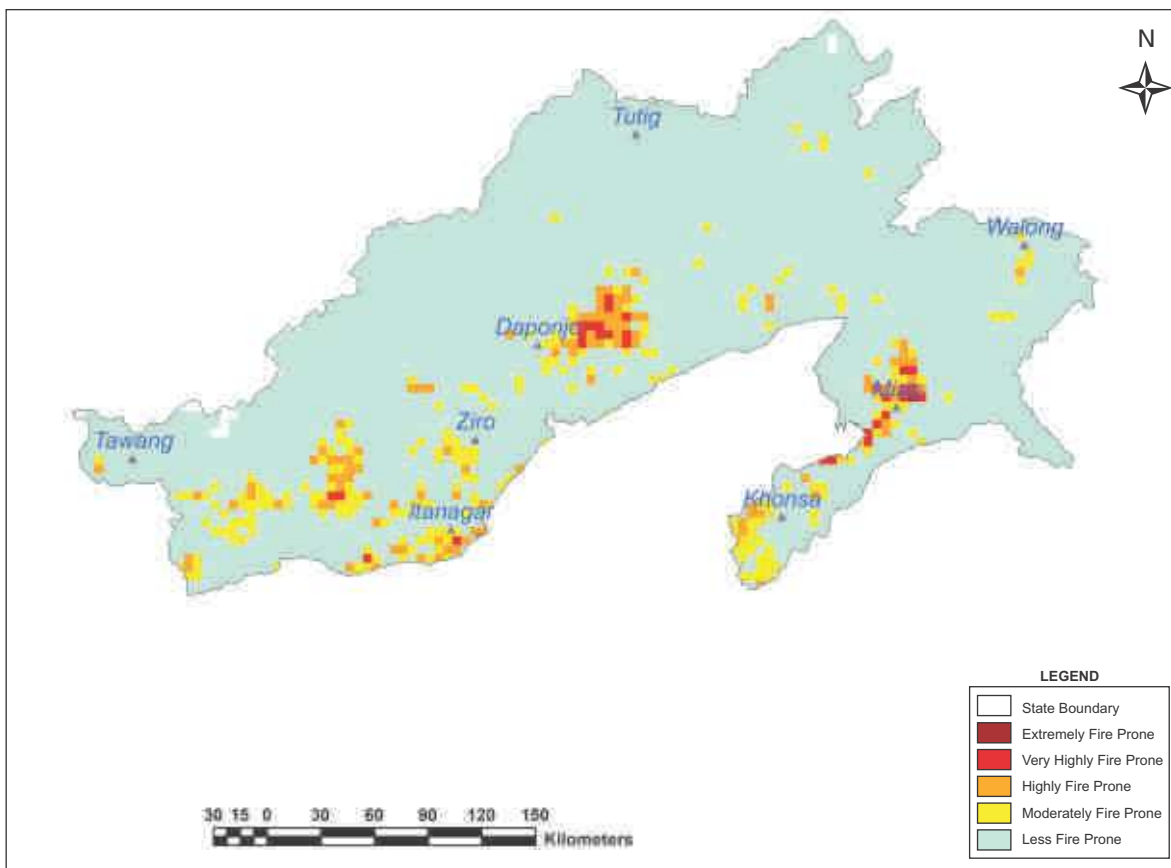 N
Tutig
Walong
Daporijo
Ziro
Tawang
Itanagar
Khonsa
LEGEND
State Boundary
Extremely Fire Prone
Very Highly Fire Prone
Highly Fire Prone
Moderately Fire Prone
Less Fire Prone
30 15 0 30 60 90 120 150
Kilometers